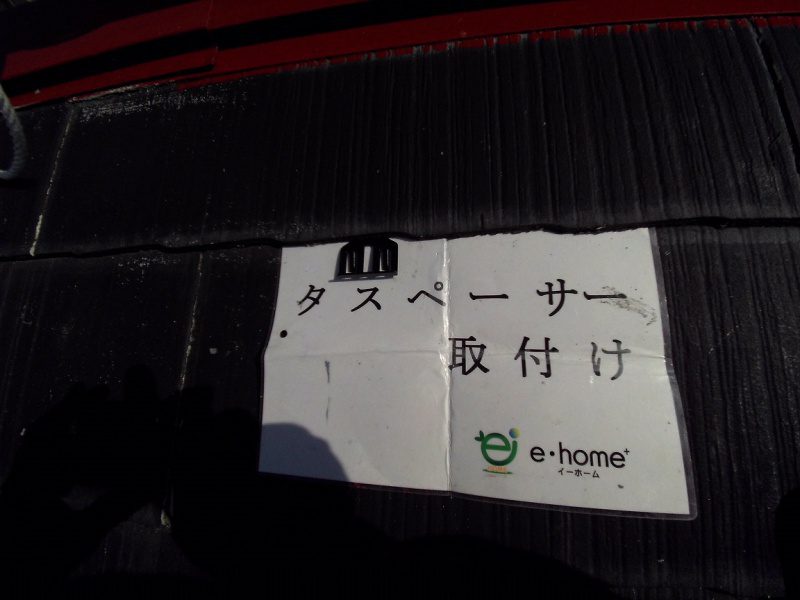 タスペーサー
取付け
e・home+
イーホーム